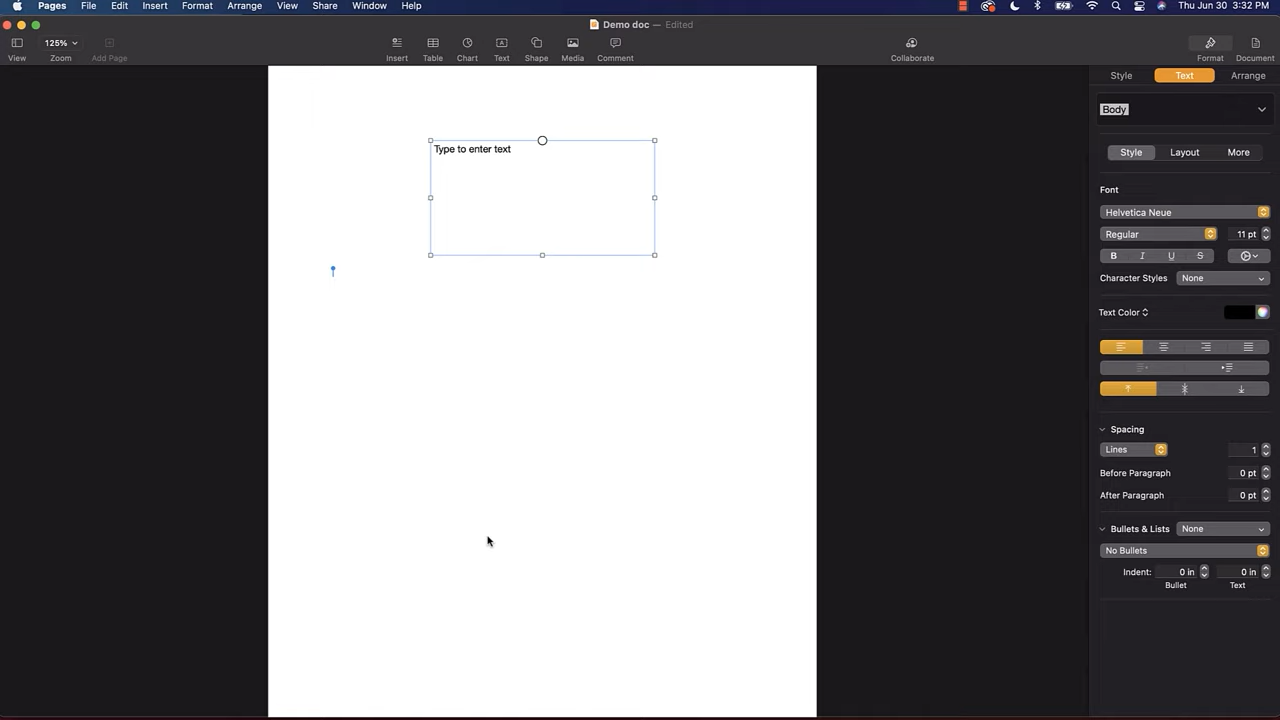 Pages File Edit Insert Format Arrange View Share Window Help Thu Jun 30 3:32 PM
Demo doc — Edited
125%
View Zoom Add Page Insert Table Chart Text Shape Media Comment Collaborate Format Document
Style Text Arrange
Body
Style Layout More
Font
Helvetica Neue
Regular 11 pt
B I U S
Character Styles None
Text Color
Spacing
Lines 1
Before Paragraph 0 pt
After Paragraph 0 pt
Bullets & Lists None
No Bullets
Indent: 0 in 0 in
Bullet Text
Type to enter text